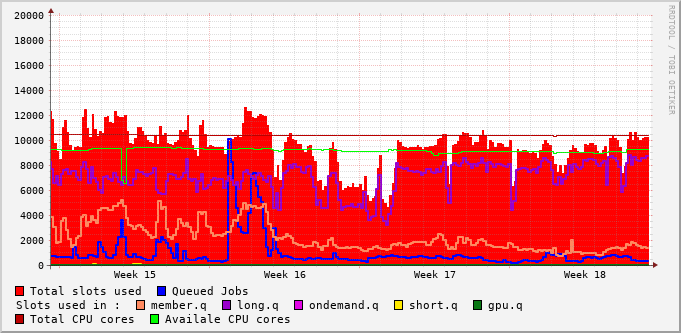 20000
18000
16000
14000
12000
10000
8000
6000
4000
2000
0
Week 15 Week 16 Week 17 Week 18
RRDTOOL / TOBI OETIKER
Total slots used Queued Jobs
Slots used in : member.q long.q ondemand.q short.q gpu.q
Total CPU cores Availale CPU cores